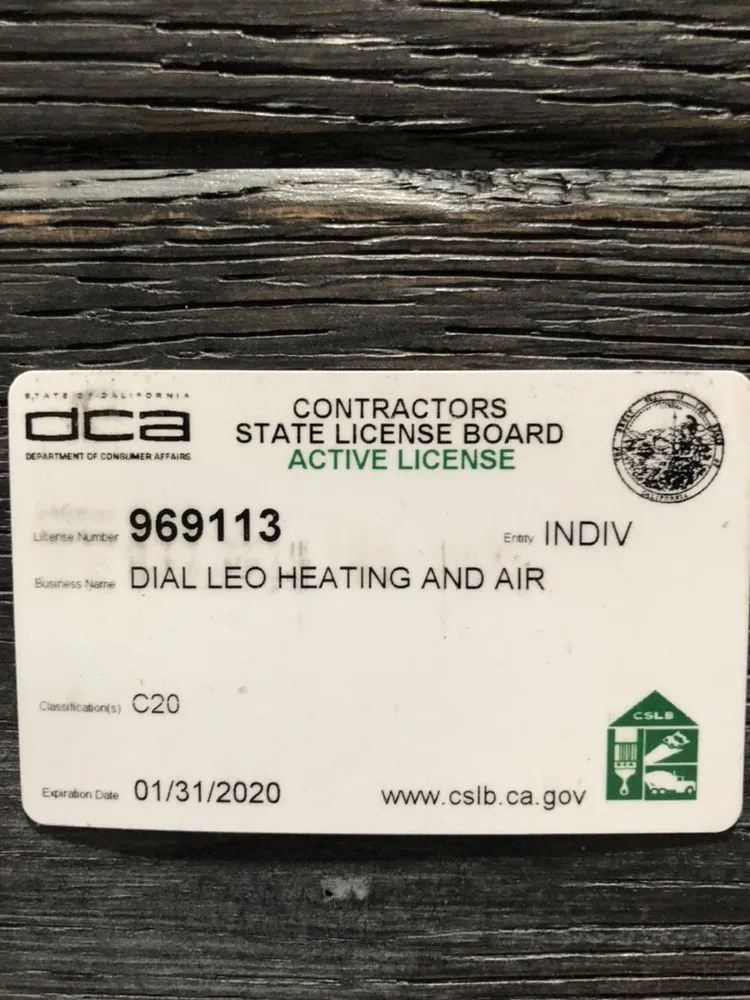 STATE OF CALIFORNIA
dca
DEPARTMENT OF CONSUMER AFFAIRS
CONTRACTORS
STATE LICENSE BOARD
ACTIVE LICENSE
License Number 969113
Entity INDIV
Business Name DIAL LEO HEATING AND AIR
Classification(s) C20
CSLB
Expiration Date 01/31/2020
www.cslb.ca.gov